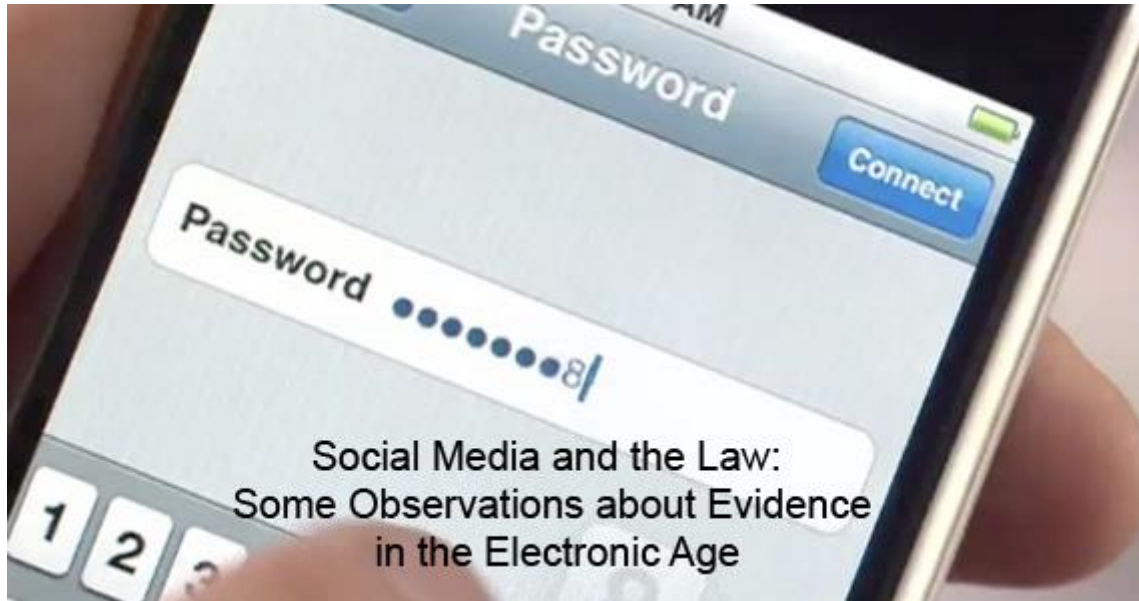 AM
Password
Connect
Password ●●●●●●●8
Social Media and the Law:
Some Observations about Evidence
in the Electronic Age
1 2 3